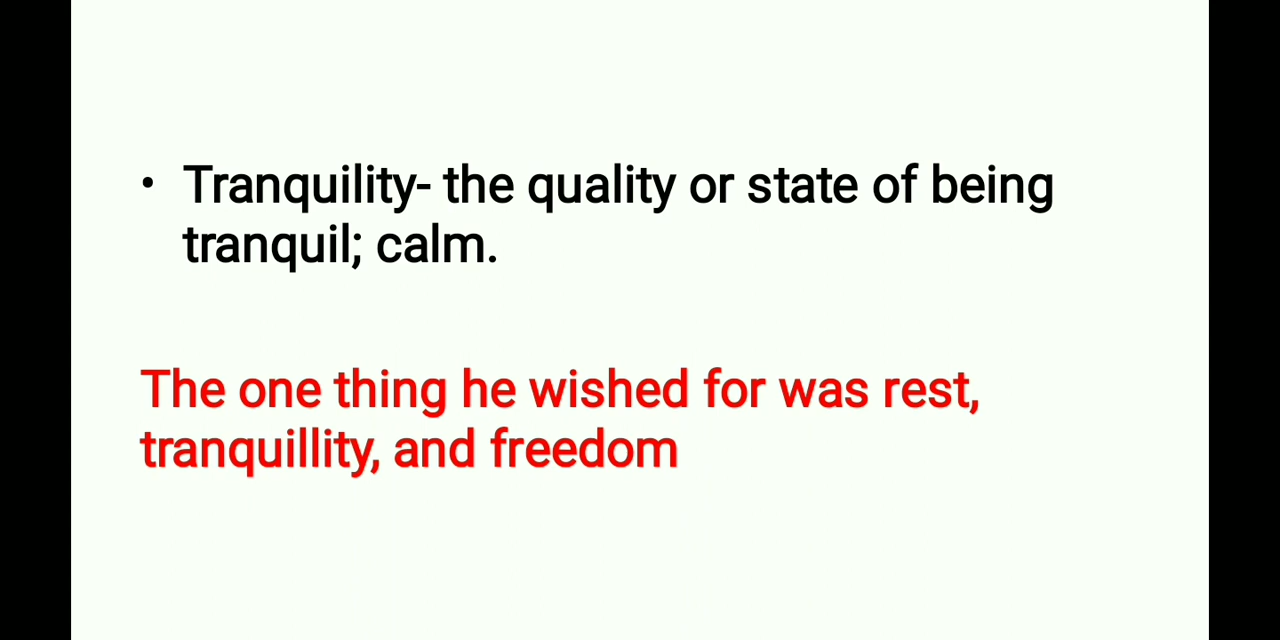 • Tranquility- the quality or state of being
tranquil; calm.
The one thing he wished for was rest,
tranquillity, and freedom